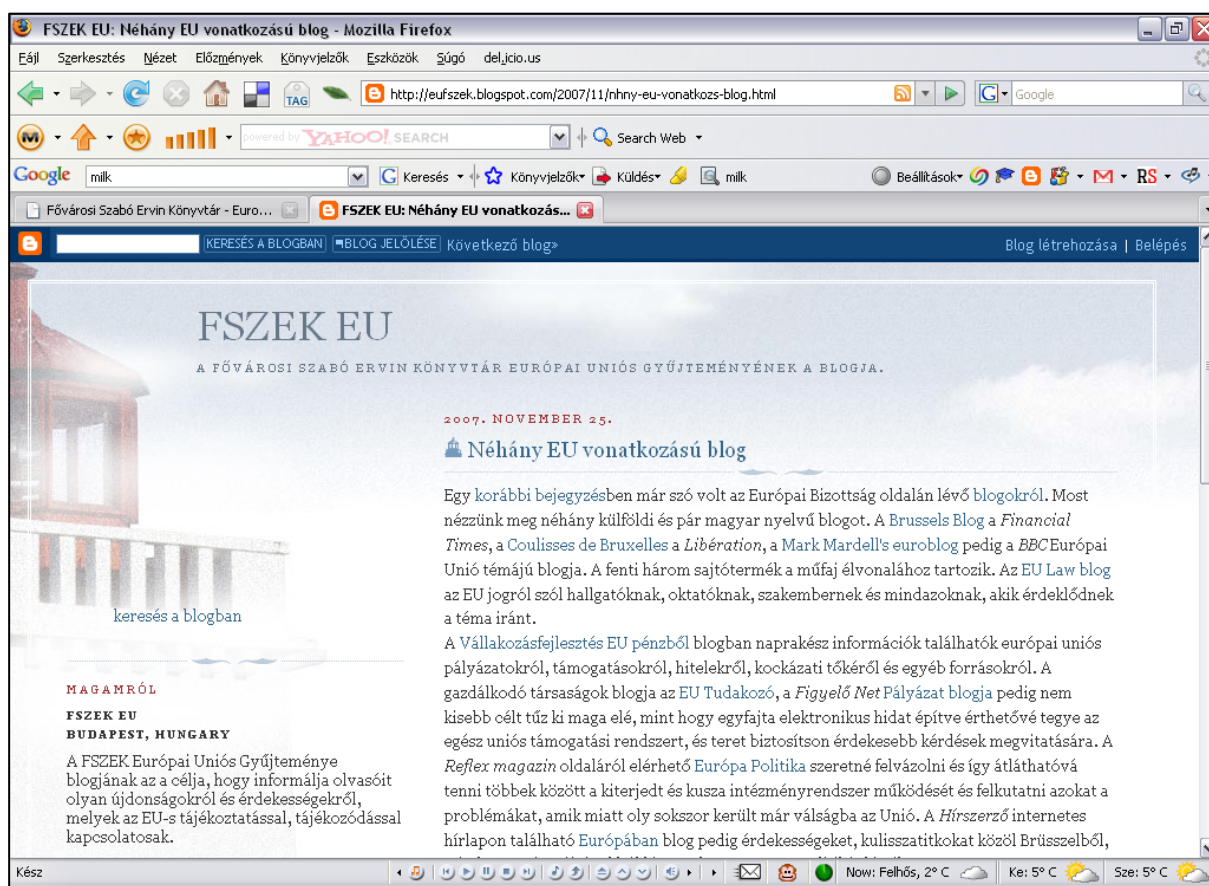 FSZEK EU: Néhány EU vonatkozású blog - Mozilla Firefox
Fájl Szerkesztés Nézet Előzmények Könyvjelzők Eszközök Súgó del.icio.us
TAG http://eufszek.blogspot.com/2007/11/nhny-eu-vonatkozs-blog.html G Google
powered by YAHOO! SEARCH Search Web
Google milk G Keresés Könyvjelzők Küldés milk Beállítások RS
Fővárosi Szabó Ervin Könyvtár - Euro... FSZEK EU: Néhány EU vonatkozás...
KERESÉS A BLOGBAN BLOG JELÖLÉSE Következő blog» Blog létrehozása | Belépés
FSZEK EU
A FŐVÁROSI SZABÓ ERVIN KÖNYVTÁR EURÓPAI UNIÓS GYŰJTEMÉNYÉNEK A BLOGJA.
2007. NOVEMBER 25.
Néhány EU vonatkozású blog
Egy korábbi bejegyzésben már szó volt az Európai Bizottság oldalán lévő blogokról. Most
nézzünk meg néhány külföldi és pár magyar nyelvű blogot. A Brussels Blog a Financial
Times, a Coulisses de Bruxelles a Libération, a Mark Mardell's euroblog pedig a BBC Európai
Unió témájú blogja. A fenti három sajtótermék a műfaj élvonalához tartozik. Az EU Law blog
az EU jogról szól hallgatóknak, oktatóknak, szakembernek és mindazoknak, akik érdeklődnek
a téma iránt.
A Vállakozásfejlesztés EU pénzből blogban naprakész információk találhatók európai uniós
pályázatokról, támogatásokról, hitelekről, kockázati tőkéről és egyéb forrásokról. A
gazdálkodó társaságok blogja az EU Tudakozó, a Figyelő Net Pályázat blogja pedig nem
kisebb célt tűz ki maga elé, mint hogy egyfajta elektronikus hidat építve érthetővé tegye az
egész uniós támogatási rendszert, és teret biztosítson érdekesebb kérdések megvitatására. A
Reflex magazin oldaláról elérhető Európa Politika szeretné felvázolni és így átláthatóvá
tenni többek között a kiterjedt és kusza intézményrendszer működését és felkutatni azokat a
problémákat, amik miatt oly sokszor került már válságba az Unió. A Hírszerző internetes
hírlapon található Európában blog pedig érdekességeket, kulisszatitkokat közöl Brüsszelből,
keresés a blogban
MAGAMRÓL
FSZEK EU
BUDAPEST, HUNGARY
A FSZEK Európai Uniós Gyűjteménye
blogjának az a célja, hogy informálja olvasóit
olyan újdonságokról és érdekességekről,
melyek az EU-s tájékoztatással, tájékozódással
kapcsolatosak.
Kész Now: Felhős, 2° C Ke: 5° C Sze: 5° C